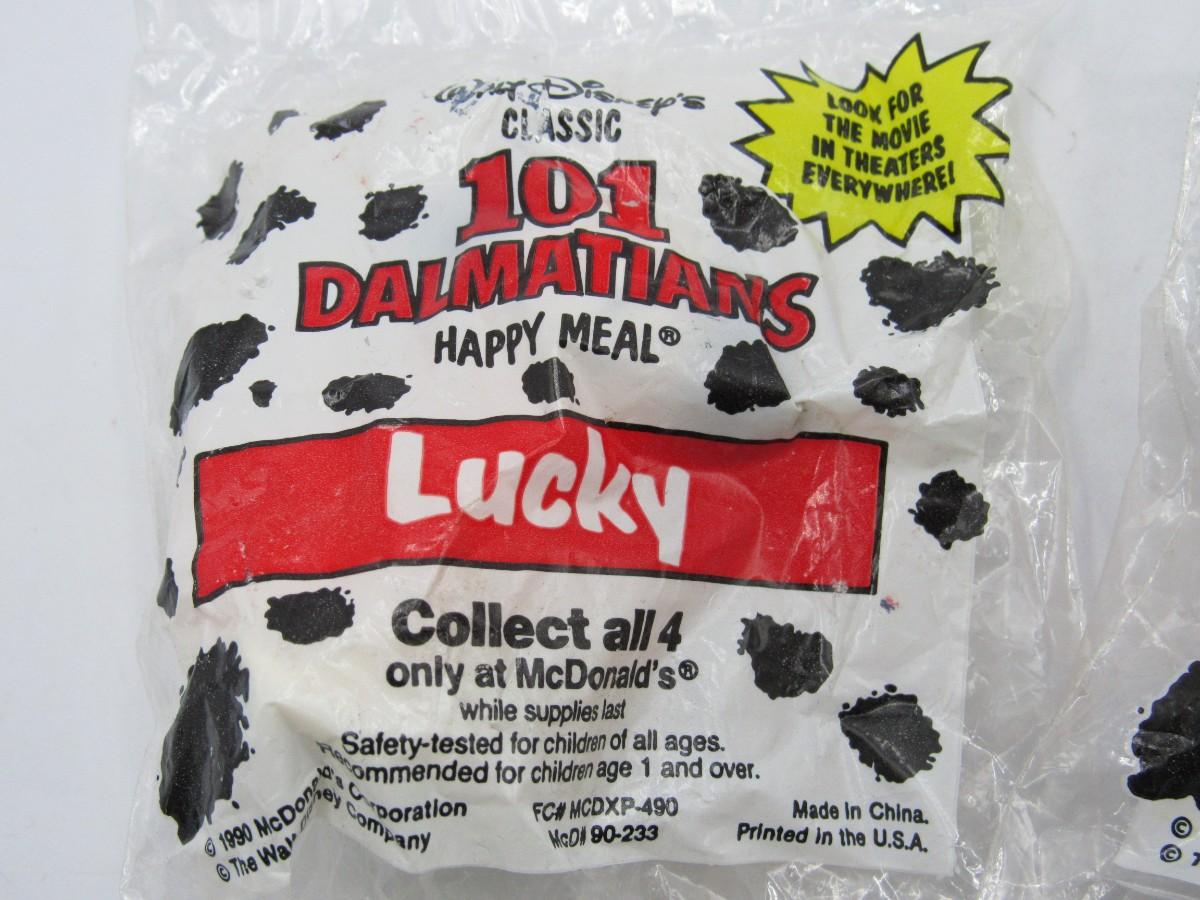 Walt Disney's
CLASSIC
101
DALMATIANS
HAPPY MEAL®
LOOK FOR
THE MOVIE
IN THEATERS
EVERYWHERE!
Lucky
Collect all 4
only at McDonald's®
while supplies last
Safety-tested for children of all ages.
Recommended for children age 1 and over.
© 1990 McDonald's Corporation
© The Walt Disney Company
FC# MCDXP-490
McD# 90-233
Made in China.
Printed in the U.S.A.
©
©